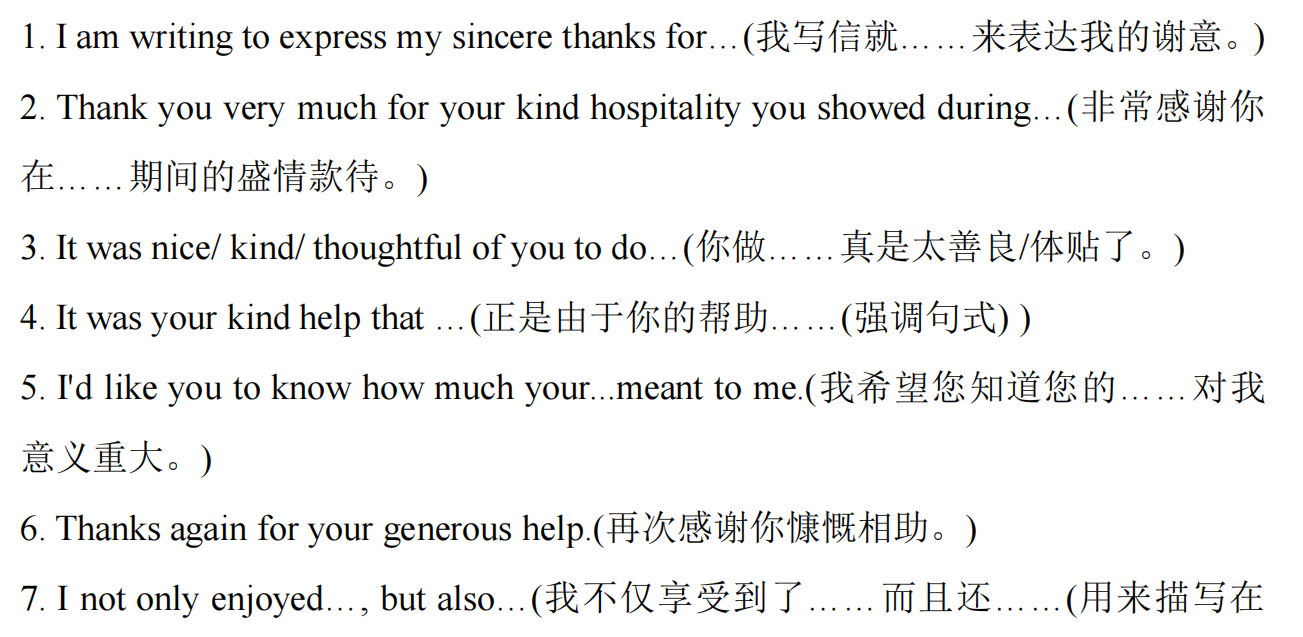 1. I am writing to express my sincere thanks for…(我写信就……来表达我的谢意。)
2. Thank you very much for your kind hospitality you showed during…(非常感谢你
在……期间的盛情款待。)
3. It was nice/ kind/ thoughtful of you to do…(你做……真是太善良/体贴了。)
4. It was your kind help that …(正是由于你的帮助……(强调句式) )
5. I'd like you to know how much your...meant to me.(我希望您知道您的……对我
意义重大。)
6. Thanks again for your generous help.(再次感谢你慷慨相助。)
7. I not only enjoyed…, but also…(我不仅享受到了……而且还……(用来描写在